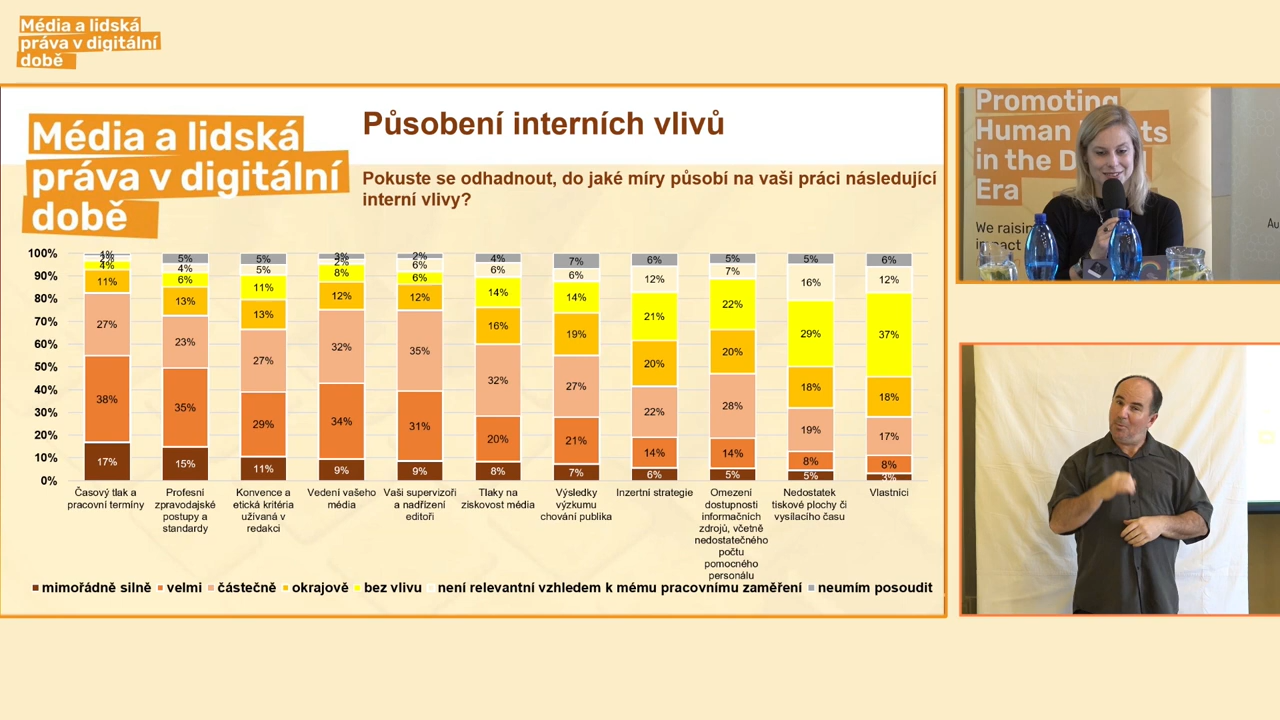 Média a lidská
práva v digitální
době
Média a lidská
práva v digitální
době
Působení interních vlivů
Pokuste se odhadnout, do jaké míry působí na vaši práci následující
interní vlivy?
100%
90%
80%
70%
60%
50%
40%
30%
20%
10%
0%
1%
2%
4%
11%
27%
38%
17%
5%
4%
6%
13%
23%
35%
15%
5%
5%
11%
13%
27%
29%
11%
3%
2%
8%
12%
32%
34%
9%
2%
6%
6%
12%
35%
31%
9%
4%
6%
14%
16%
32%
20%
8%
7%
6%
14%
19%
27%
21%
7%
6%
12%
21%
20%
22%
14%
6%
5%
7%
22%
20%
28%
14%
5%
5%
16%
29%
18%
19%
8%
5%
6%
12%
37%
18%
17%
8%
3%
Časový tlak a
pracovní termíny
Profesní
zpravodajské
postupy a
standardy
Konvence a
etická kritéria
užívaná v
redakci
Vedení vašeho
média
Vaši supervizoři
a nadřízení
editoři
Tlaky na
ziskovost média
Výsledky
výzkumu
chování publika
Inzertní strategie
Omezení
dostupnosti
informačních
zdrojů, včetně
nedostatečného
počtu
pomocného
personálu
Nedostatek
tiskové plochy či
vysílacího času
Vlastníci
mimořádně silně velmi částečně okrajově bez vlivu není relevantní vzhledem k mému pracovnímu zaměření neumím posoudit
Promoting
Human
in the D
Era
We raisin
Au